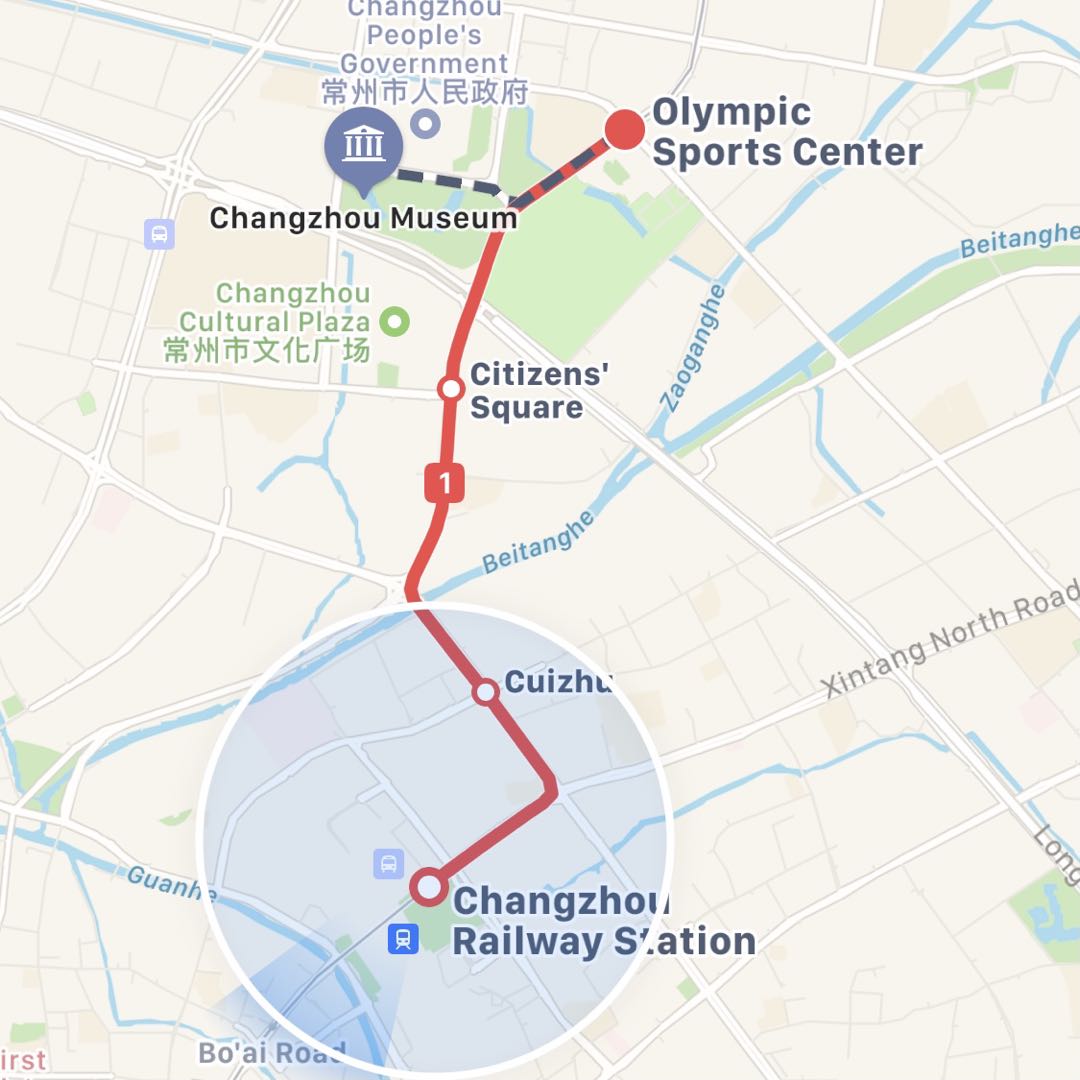 Changzhou
People's
Government
常州市人民政府
Olympic
Sports Center
Changzhou Museum
Beitanghe
Changzhou
Cultural Plaza
常州市文化广场
Zaoganghe
Citizens'
Square
1
Beitanghe
Xintang North Road
Cuizhu
Long
Guanhe
Changzhou
Railway Station
Bo'ai Road
irst